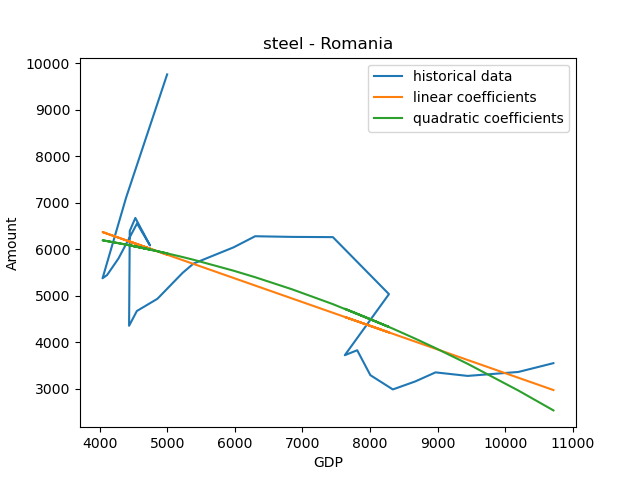 steel - Romania
historical data
linear coefficients
quadratic coefficients
Amount
10000
9000
8000
7000
6000
5000
4000
3000
4000 5000 6000 7000 8000 9000 10000 11000
GDP